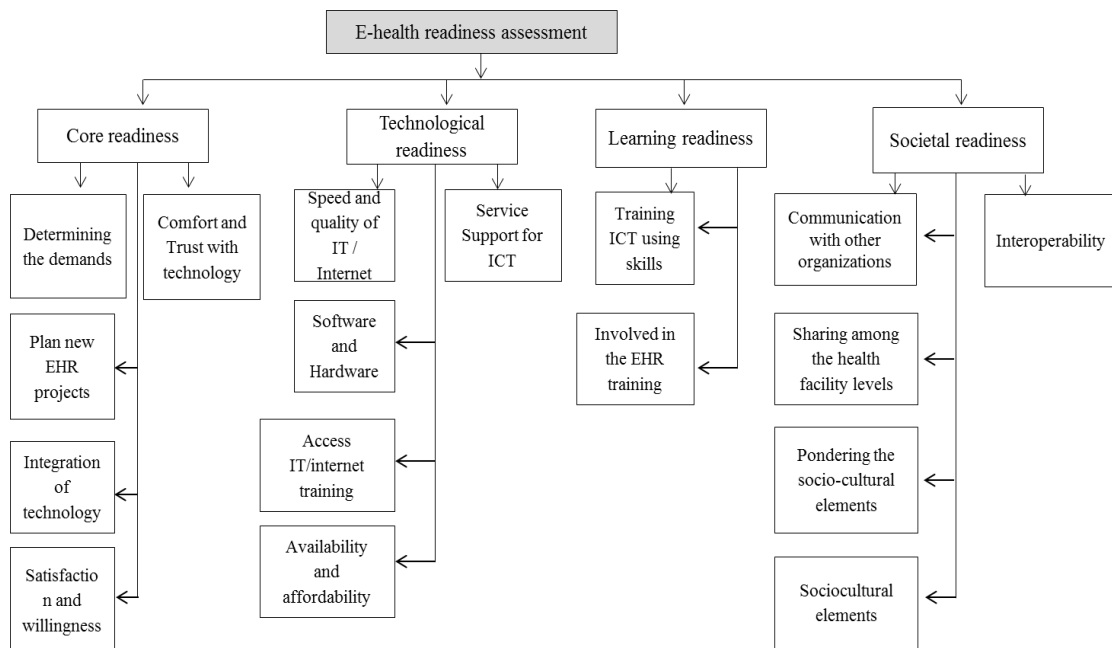 E-health readiness assessment
Core readiness
Technological
readiness
Learning readiness
Societal readiness
Determining
the demands
Comfort and
Trust with
technology
Plan new
EHR
projects
Integration
of
technology
Satisfactio
n and
willingness
Speed and
quality of
IT /
Internet
Service
Support for
ICT
Software
and
Hardware
Access
IT/internet
training
Availability
and
affordability
Training
ICT using
skills
Involved in
the EHR
training
Communication
with other
organizations
Interoperability
Sharing among
the health
facility levels
Pondering the
socio-cultural
elements
Sociocultural
elements